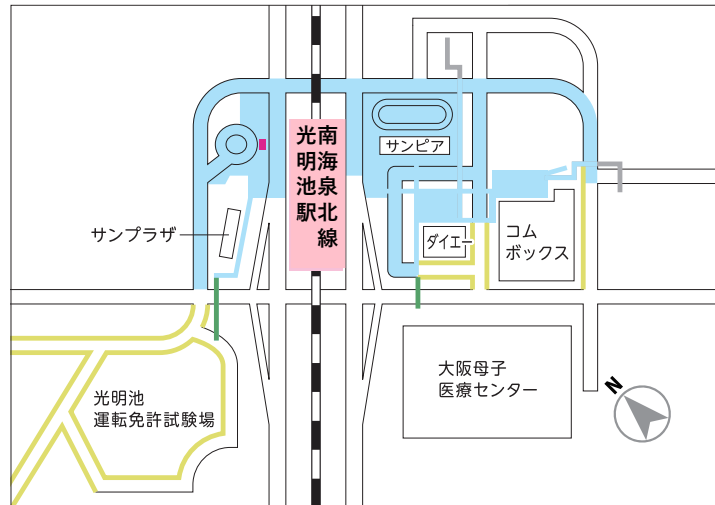 南海泉北線
光明池駅
サンピア
サンプラザ
ダイエー
コム
ボックス
大阪母子
医療センター
光明池
運転免許試験場
N